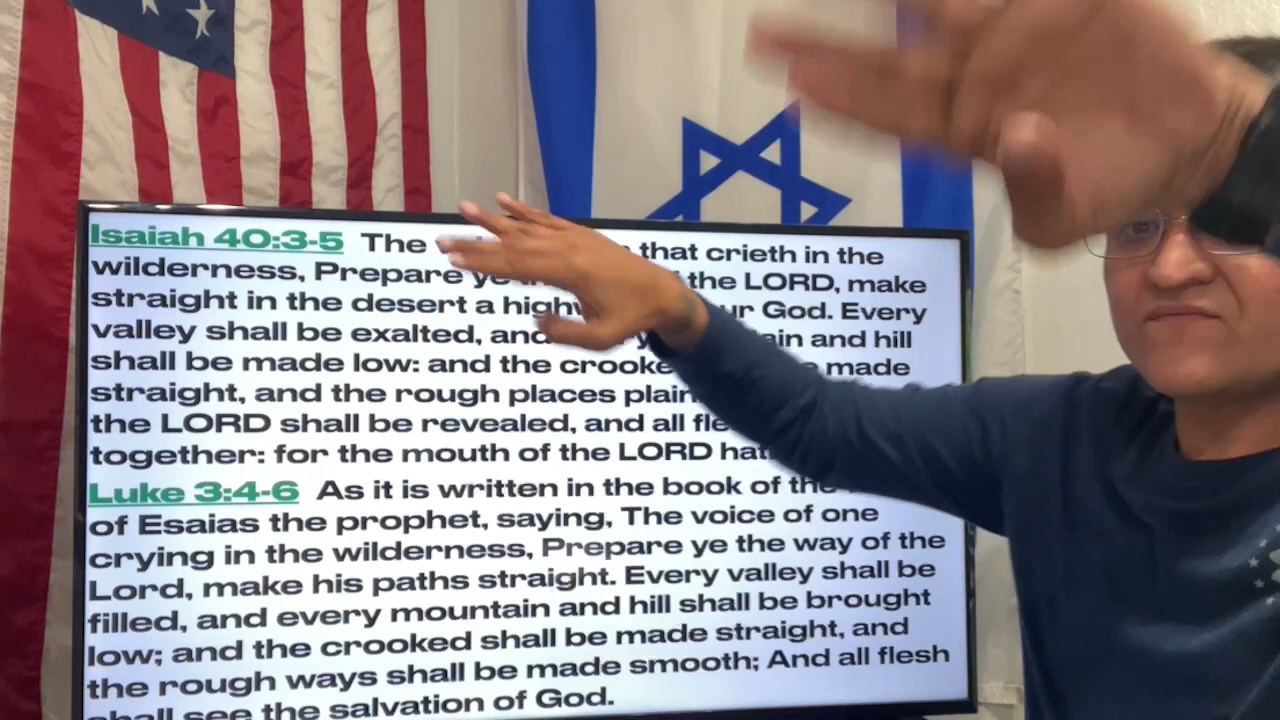 Isaiah 40:3-5 The that crieth in the
wilderness, Prepare ye the LORD, make
straight in the desert a ur God. Every
valley shall be exalted, and ain and hill
shall be made low: and the made
straight, and the rough places
the LORD shall be revealed, and all
together: for the mouth of the LORD
Luke 3:4-6 As it is written in the book of the
of Esaias the prophet, saying, The voice of one
crying in the wilderness, Prepare ye the way of the
Lord, make his paths straight. Every valley shall be
filled, and every mountain and hill shall be brought
low; and the crooked shall be made straight, and
the rough ways shall be made smooth; And all flesh
shall see the salvation of God.